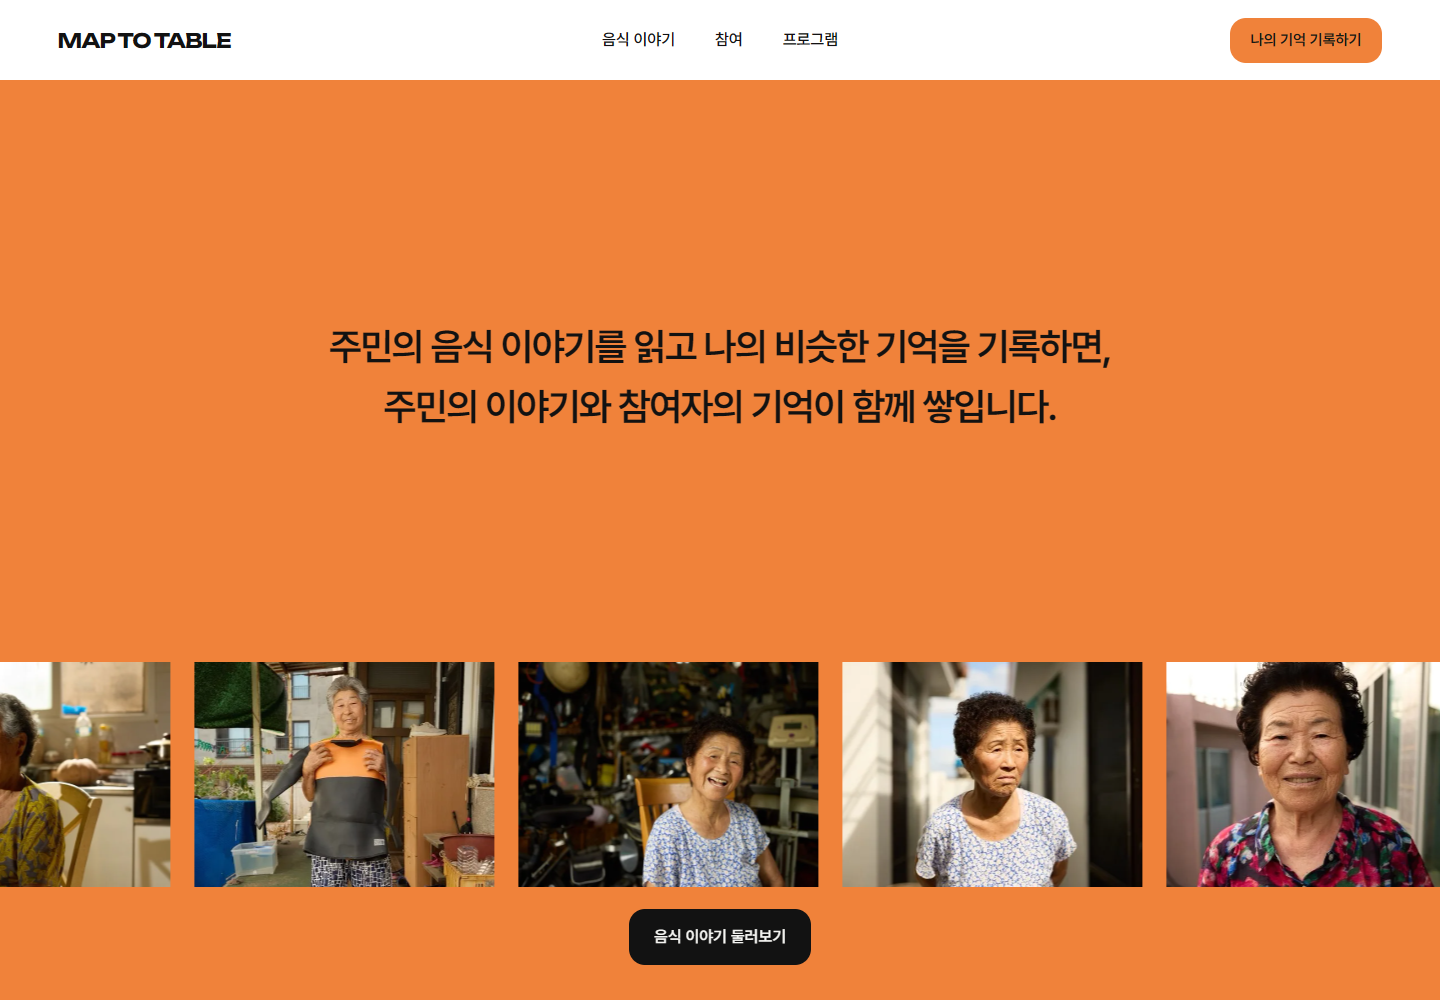 MAP TO TABLE
음식 이야기
참여
프로그램
나의 기억 기록하기
주민의 음식 이야기를 읽고 나의 비슷한 기억을 기록하면,
주민의 이야기와 참여자의 기억이 함께 쌓입니다.
음식 이야기 둘러보기